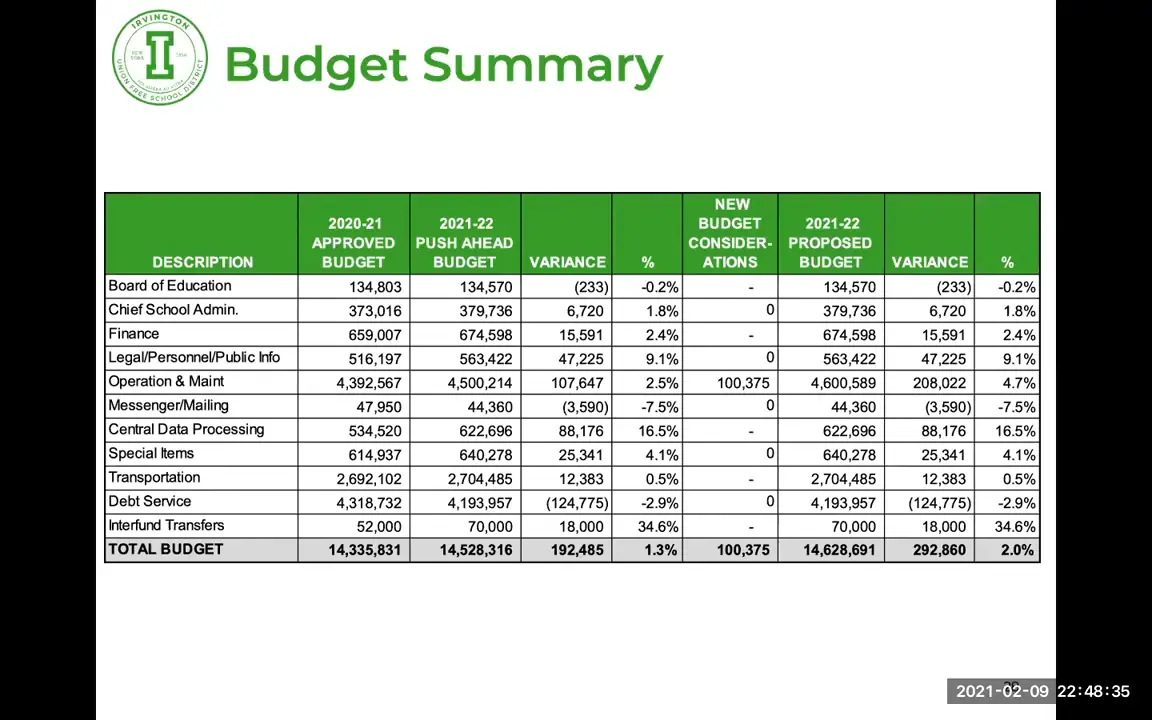 IRVINGTON
UNION FREE SCHOOL DISTRICT
I
Budget Summary
DESCRIPTION 2020-21 APPROVED BUDGET 2021-22 PUSH AHEAD BUDGET VARIANCE % NEW BUDGET CONSIDER-ATIONS 2021-22 PROPOSED BUDGET VARIANCE %
Board of Education 134,803 134,570 (233) -0.2% - 134,570 (233) -0.2%
Chief School Admin. 373,016 379,736 6,720 1.8% 0 379,736 6,720 1.8%
Finance 659,007 674,598 15,591 2.4% - 674,598 15,591 2.4%
Legal/Personnel/Public Info 516,197 563,422 47,225 9.1% 0 563,422 47,225 9.1%
Operation & Maint 4,392,567 4,500,214 107,647 2.5% 100,375 4,600,589 208,022 4.7%
Messenger/Mailing 47,950 44,360 (3,590) -7.5% 0 44,360 (3,590) -7.5%
Central Data Processing 534,520 622,696 88,176 16.5% - 622,696 88,176 16.5%
Special Items 614,937 640,278 25,341 4.1% 0 640,278 25,341 4.1%
Transportation 2,692,102 2,704,485 12,383 0.5% - 2,704,485 12,383 0.5%
Debt Service 4,318,732 4,193,957 (124,775) -2.9% 0 4,193,957 (124,775) -2.9%
Interfund Transfers 52,000 70,000 18,000 34.6% - 70,000 18,000 34.6%
TOTAL BUDGET 14,335,831 14,528,316 192,485 1.3% 100,375 14,628,691 292,860 2.0%
2021-02-09 22:48:35